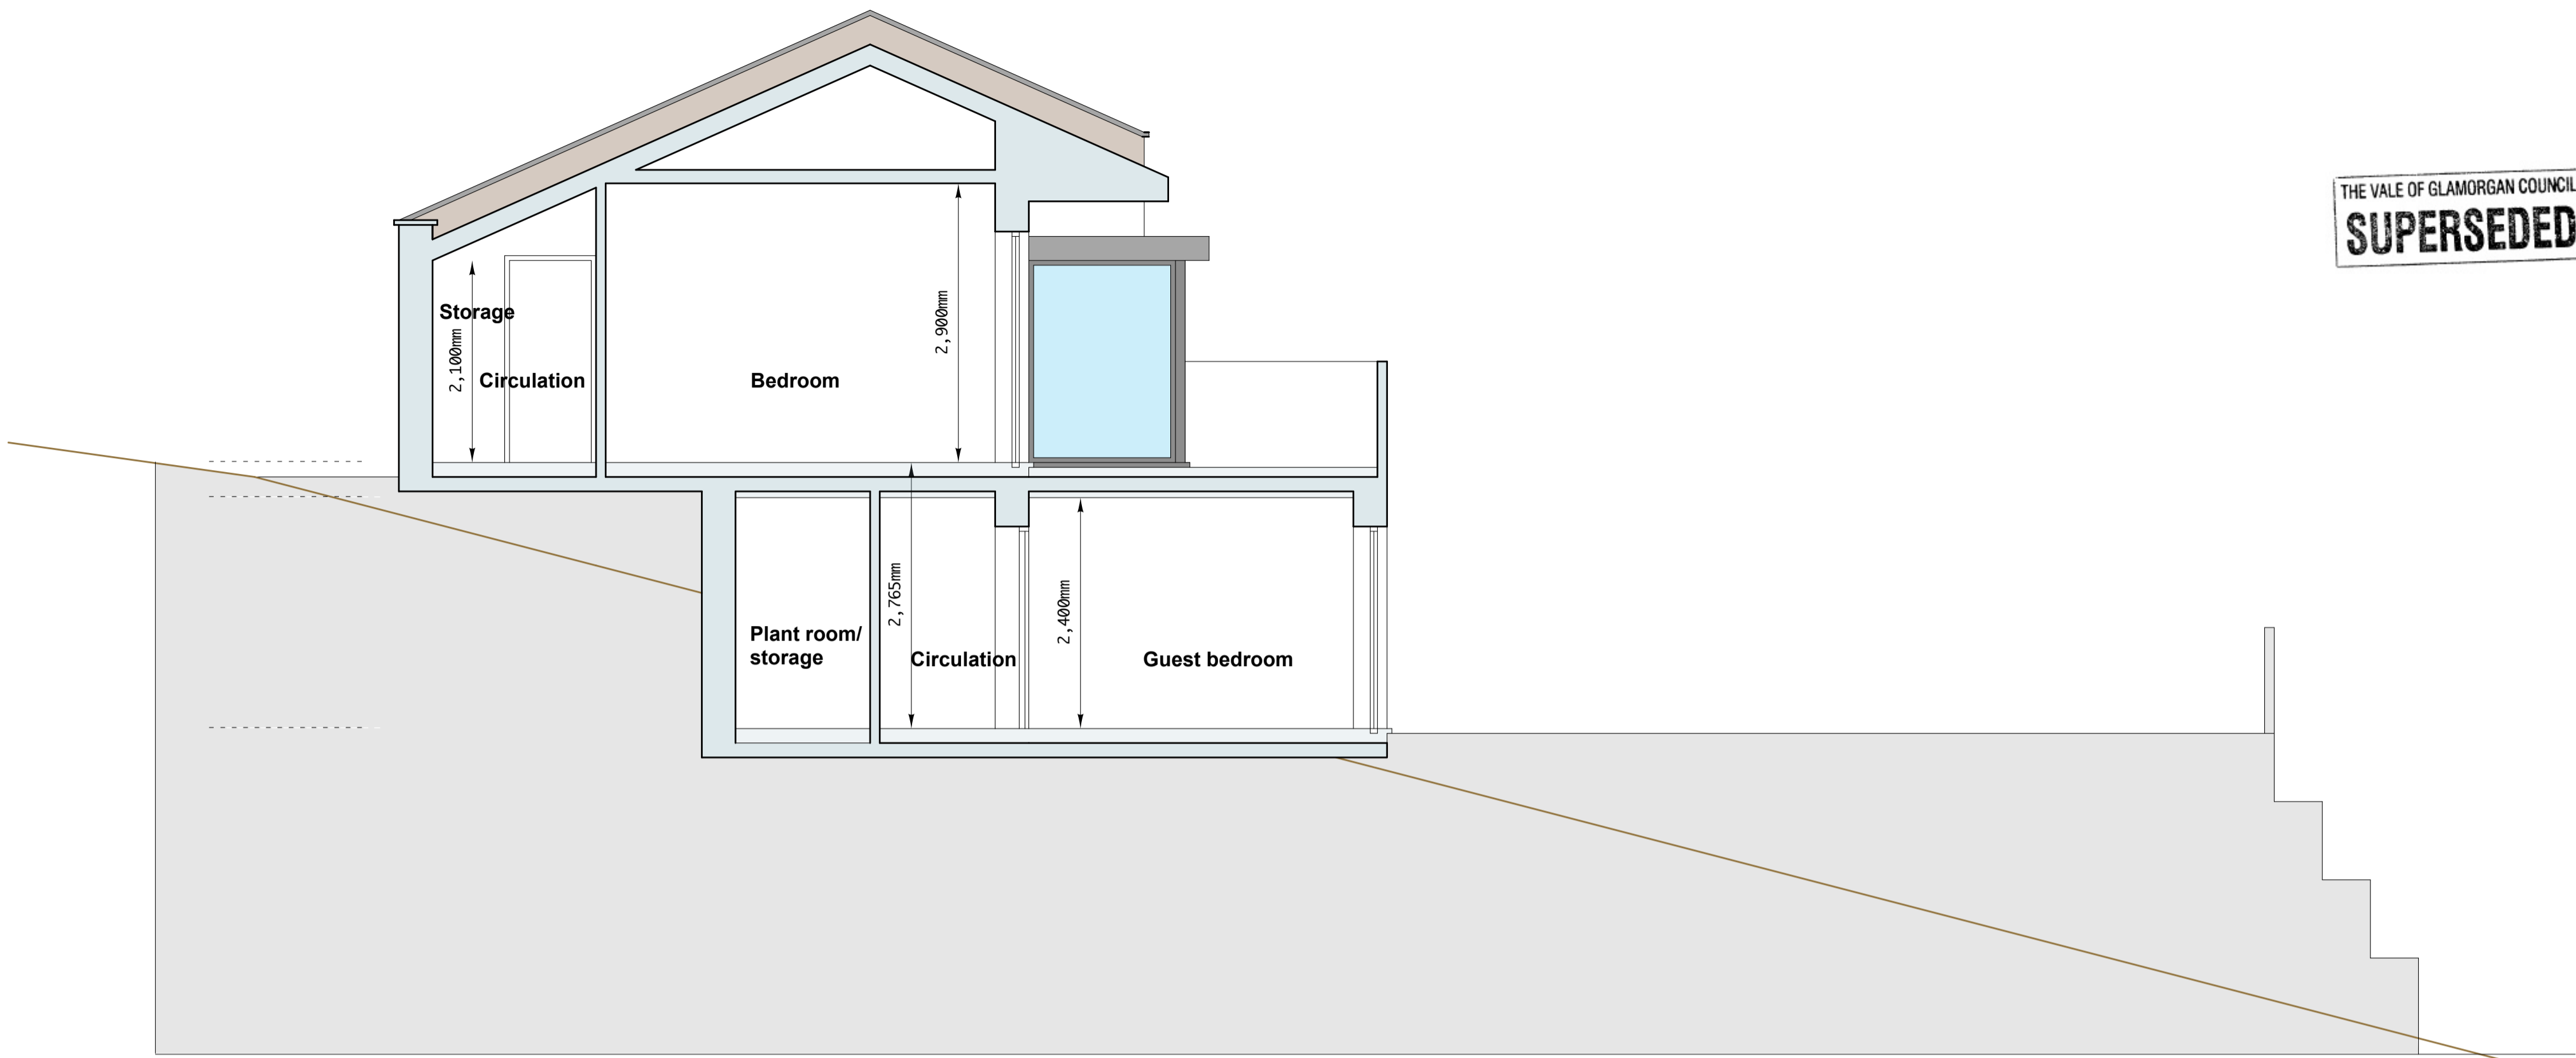 THE VALE OF GLAMORGAN COUNCIL
SUPERSEDED
Storage
2,100mm
Circulation
Bedroom
2,900mm
Plant room/
storage
2,765mm
Circulation
2,400mm
Guest bedroom